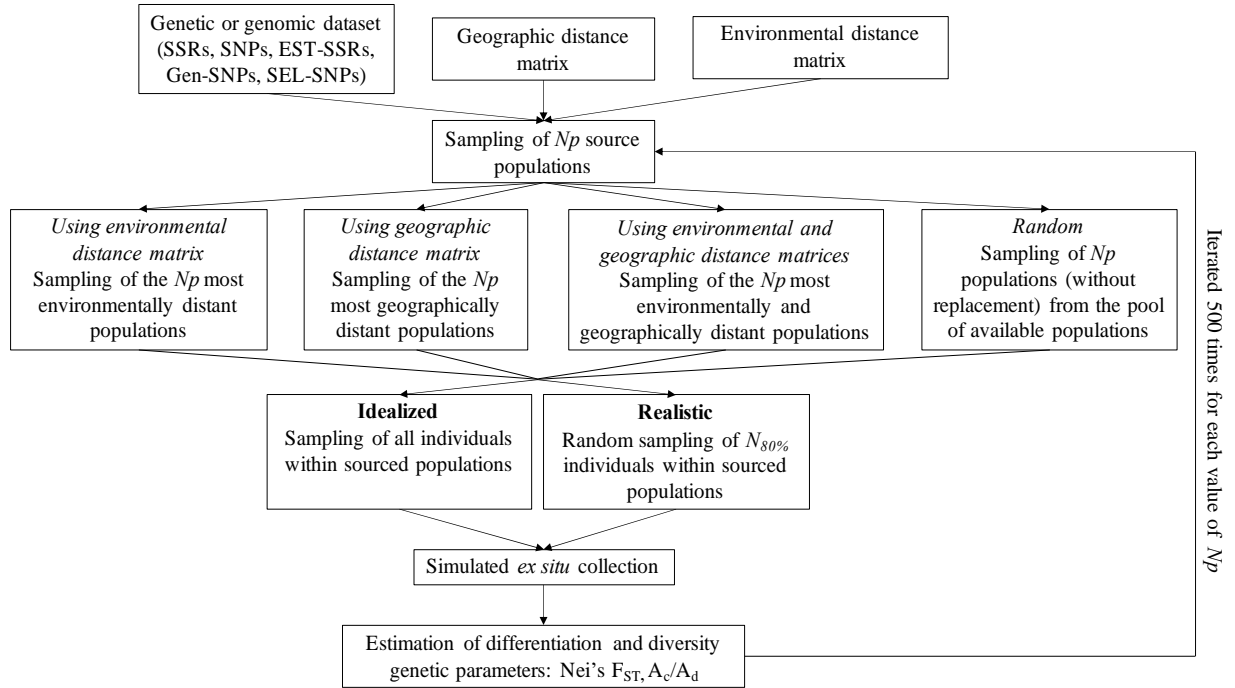 Genetic or genomic dataset
(SSRs, SNPs, EST-SSRs,
Gen-SNPs, SEL-SNPs)
Geographic distance
matrix
Environmental distance
matrix
Sampling of Np source
populations
Using environmental
distance matrix
Sampling of the Np most
environmentally distant
populations
Using geographic
distance matrix
Sampling of the Np
most geographically
distant populations
Using environmental and
geographic distance matrices
Sampling of the Np most
environmentally and
geographically distant populations
Random
Sampling of Np
populations (without
replacement) from the pool
of available populations
Iterated 500 times for each value of Np
Idealized
Sampling of all individuals
within sourced populations
Realistic
Random sampling of N80%
individuals within sourced
populations
Simulated ex situ collection
Estimation of differentiation and diversity
genetic parameters: Nei's FST, Ac/Ad